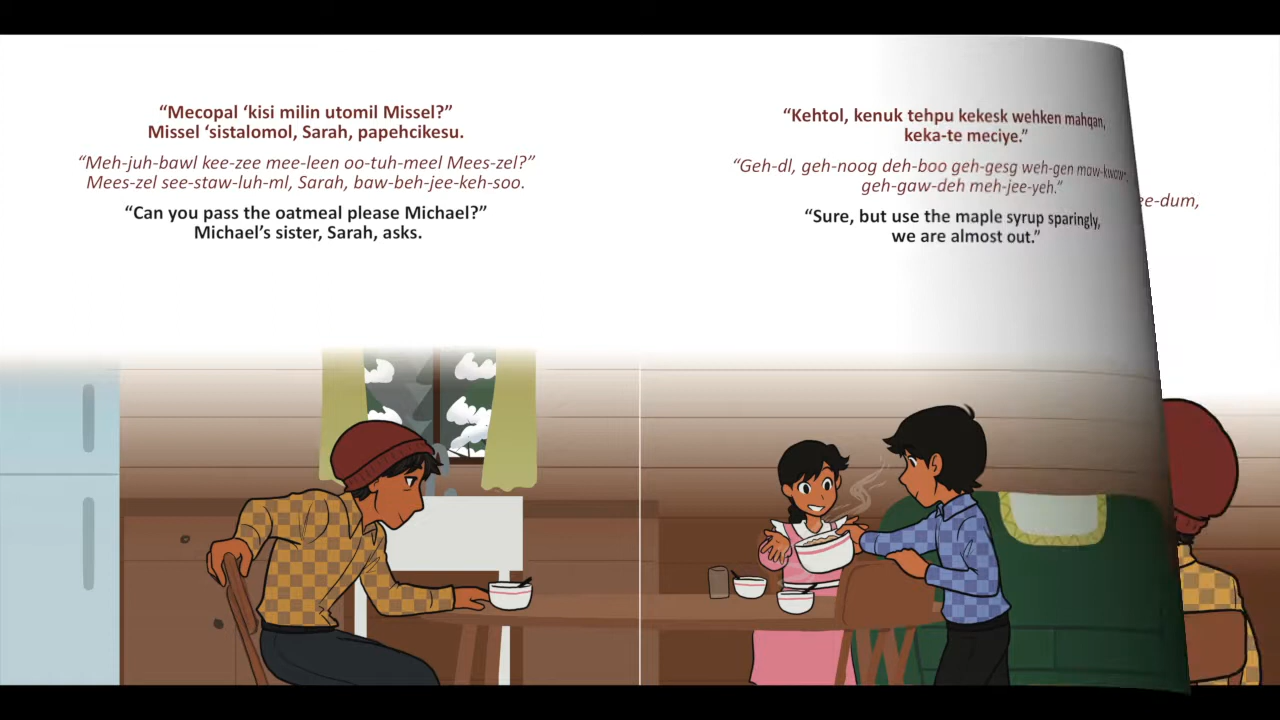 “Mecopal ‘kisi milin utomil Missel?”
Missel ‘sistalomol, Sarah, papehcikesu.
“Meh-juh-bawl kee-zee mee-leen oo-tuh-meel Mees-zel?”
Mees-zel see-staw-luh-ml, Sarah, baw-beh-jee-keh-soo.
“Can you pass the oatmeal please Michael?”
Michael’s sister, Sarah, asks.
“Kehtol, kenuk tehpu kekesk wehken mahqan,
keka-te meciye.”
“Geh-dl, geh-noog deh-boo geh-gesg weh-gen maw-kwow,
geh-gaw-deh meh-jee-yeh.”
“Sure, but use the maple syrup sparingly,
we are almost out.”
ee-dum,